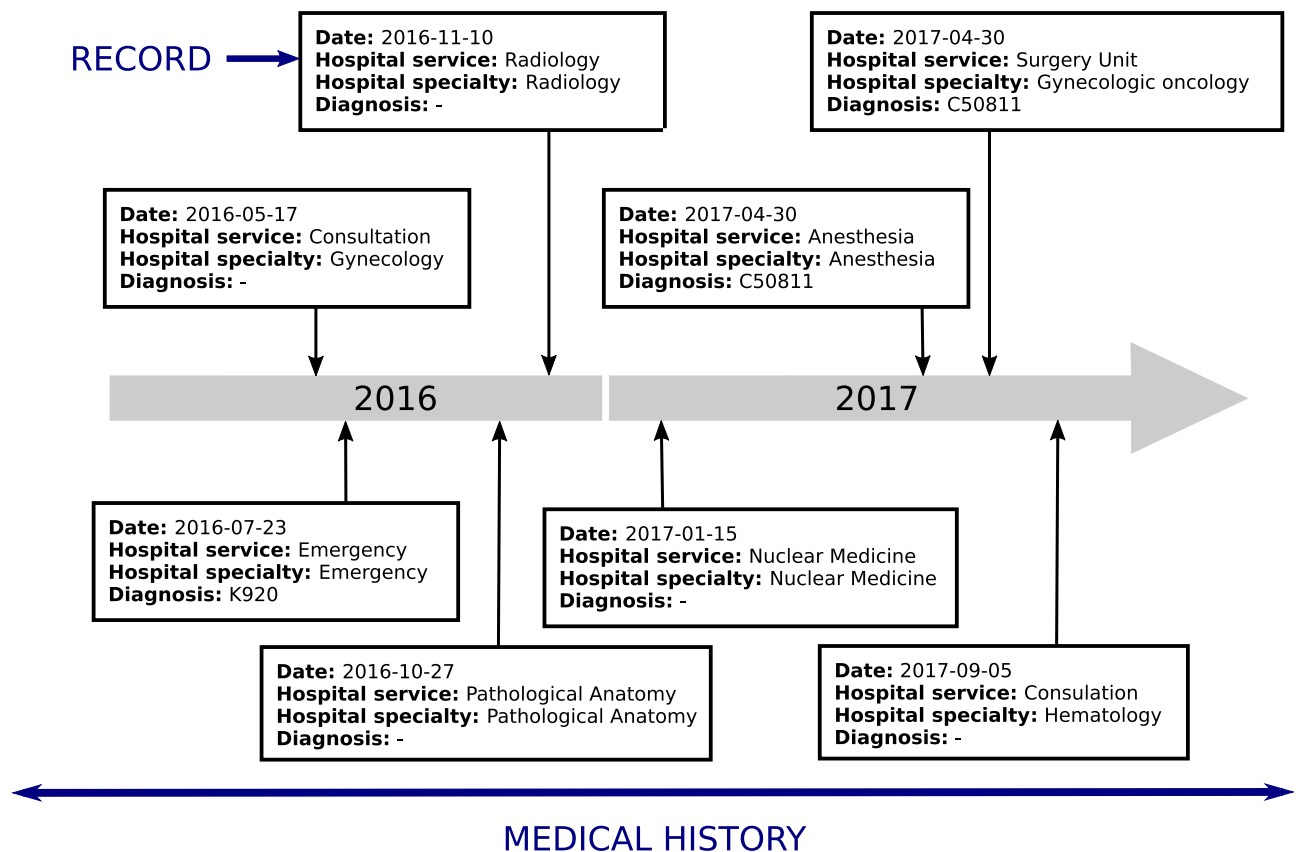 RECORD
Date: 2016-11-10
Hospital service: Radiology
Hospital specialty: Radiology
Diagnosis: -
Date: 2017-04-30
Hospital service: Surgery Unit
Hospital specialty: Gynecologic oncology
Diagnosis: C50811
Date: 2016-05-17
Hospital service: Consultation
Hospital specialty: Gynecology
Diagnosis: -
Date: 2017-04-30
Hospital service: Anesthesia
Hospital specialty: Anesthesia
Diagnosis: C50811
2016
2017
Date: 2016-07-23
Hospital service: Emergency
Hospital specialty: Emergency
Diagnosis: K920
Date: 2017-01-15
Hospital service: Nuclear Medicine
Hospital specialty: Nuclear Medicine
Diagnosis: -
Date: 2016-10-27
Hospital service: Pathological Anatomy
Hospital specialty: Pathological Anatomy
Diagnosis: -
Date: 2017-09-05
Hospital service: Consulation
Hospital specialty: Hematology
Diagnosis: -
MEDICAL HISTORY